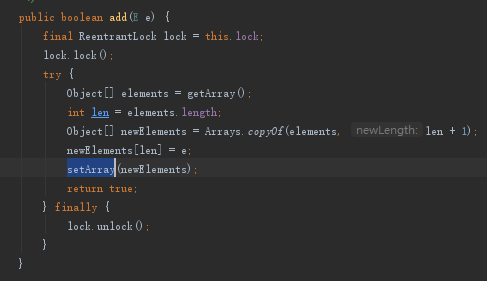 public boolean add(E e) {
final ReentrantLock lock = this.lock;
lock.lock();
try {
Object[] elements = getArray();
int len = elements.length;
Object[] newElements = Arrays.copyOf(elements, newLength: len + 1);
newElements[len] = e;
setArray(newElements);
return true;
} finally {
lock.unlock();
}
}